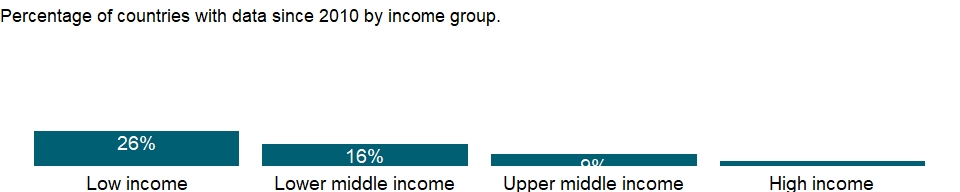 Percentage of countries with data since 2010 by income group.
26%
16%
9%
Low income
Lower middle income
Upper middle income
High income